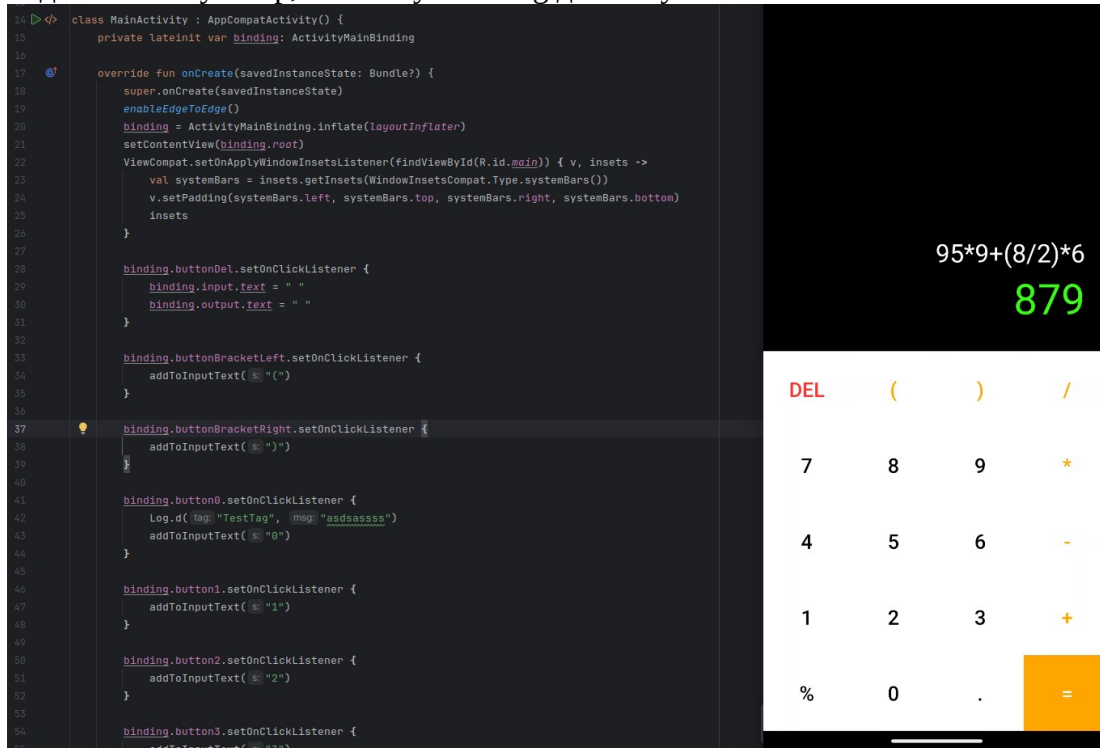 14 class MainActivity : AppCompatActivity() {
15 private lateinit var binding: ActivityMainBinding
16
17 override fun onCreate(savedInstanceState: Bundle?) {
18 super.onCreate(savedInstanceState)
19 enableEdgeToEdge()
20 binding = ActivityMainBinding.inflate(layoutInflater)
21 setContentView(binding.root)
22 ViewCompat.setOnApplyWindowInsetsListener(findViewById(R.id.main)) { v, insets ->
23 val systemBars = insets.getInsets(WindowInsetsCompat.Type.systemBars())
24 v.setPadding(systemBars.left, systemBars.top, systemBars.right, systemBars.bottom)
25 insets
26 }
27
28 binding.buttonDel.setOnClickListener {
29 binding.input.text = " "
30 binding.output.text = " "
31 }
32
33 binding.buttonBracketLeft.setOnClickListener {
34 addToInputText( s: "(")
35 }
36
37 binding.buttonBracketRight.setOnClickListener {
38 addToInputText( s: ")")
39 }
40
41 binding.button0.setOnClickListener {
42 Log.d( tag: "TestTag", msg: "asdsassss")
43 addToInputText( s: "0")
44 }
45
46 binding.button1.setOnClickListener {
47 addToInputText( s: "1")
48 }
49
50 binding.button2.setOnClickListener {
51 addToInputText( s: "2")
52 }
53
54 binding.button3.setOnClickListener {
95*9+(8/2)*6
879
DEL ( ) /
7 8 9 *
4 5 6 -
1 2 3 +
% 0 . =